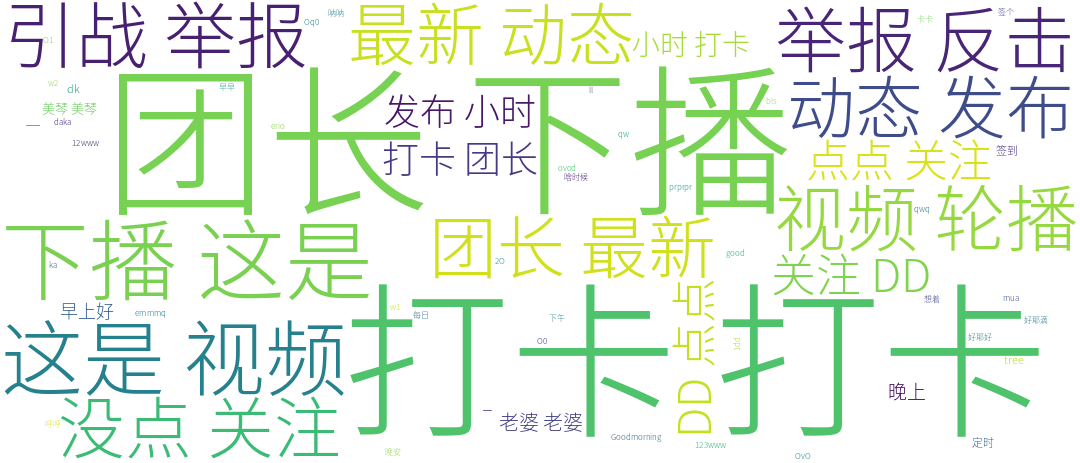 引战 举报
最新 动态
小时 打卡
举报 反击
团长 下播
发布 小时
打卡 团长
动态 发布
点点 关注
签到
视频 轮播
下播 这是
团长 最新
关注 DD
这是 视频
打卡 打卡
DD 点点
没点 关注
老婆 老婆
早上好
晚上
定时
美琴 美琴
dk
w2
daka
12www
早早
erio
Oq0
呐呐
卡卡
签个
bls
qw
ovod
啥时候
prprpr
qwq
good
2O
ka
emmmq
w1
每日
下午
O0
想着
mua
好耶滴
好耶好
tree
Goodmorning
123www
OvO
晚安